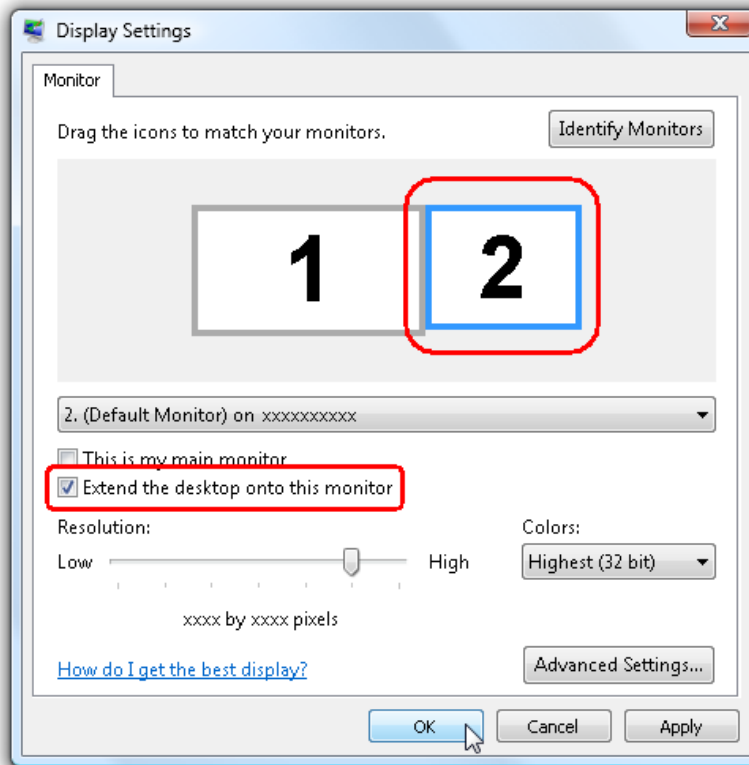 Display Settings
Monitor
Drag the icons to match your monitors.
Identify Monitors
1
2
2. (Default Monitor) on xxxxxxxxxx
This is my main monitor
Extend the desktop onto this monitor
Resolution:
Colors:
Low
High
Highest (32 bit)
xxxx by xxxx pixels
How do I get the best display?
Advanced Settings...
OK
Cancel
Apply